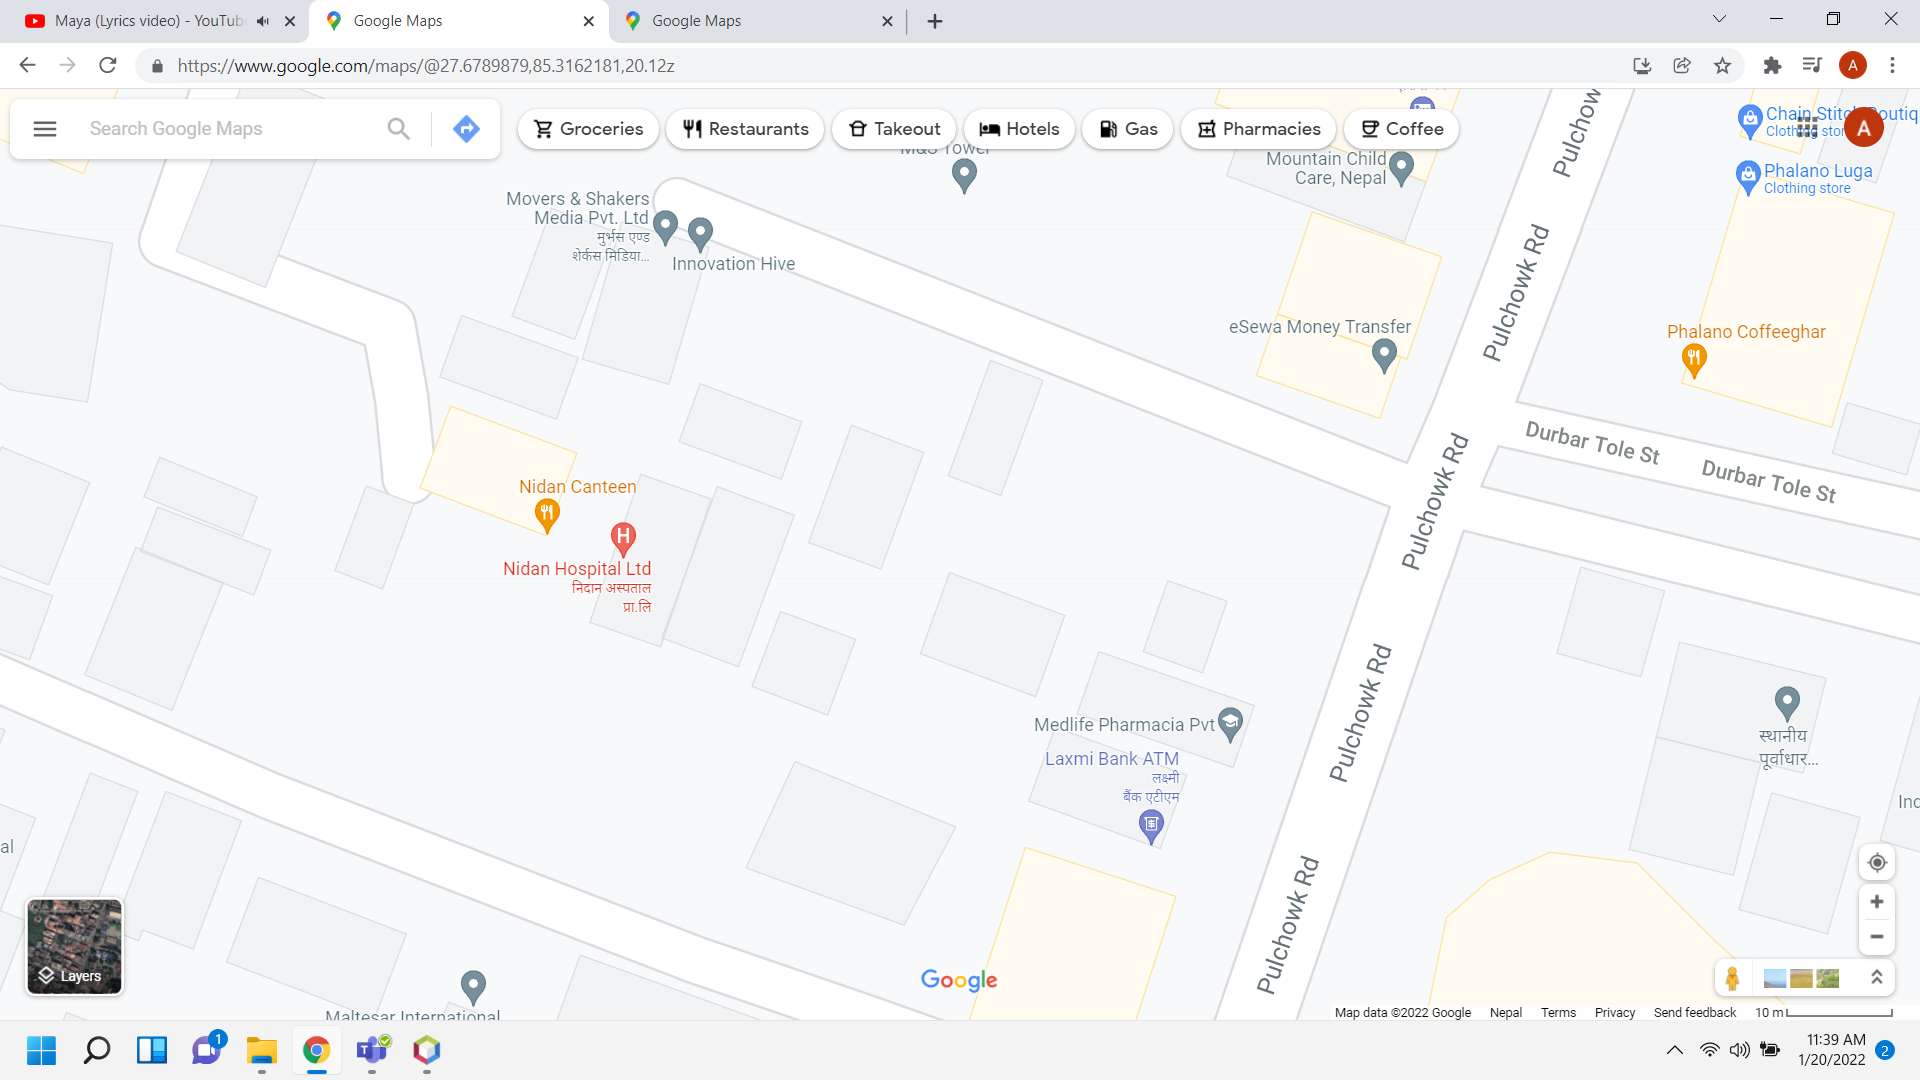 Maya (Lyrics video) - YouTub
Google Maps
Google Maps
https://www.google.com/maps/@27.6789879,85.3162181,20.12z
A
Search Google Maps
Groceries
Restaurants
Takeout
Hotels
Gas
Pharmacies
Coffee
A
M&S Tower
Mountain Child
Care, Nepal
Pulchowk
Chain Stitch Boutiq
Clothing stor
Phalano Luga
Clothing store
Movers & Shakers
Media Pvt. Ltd
मुर्भस एण्ड
शेर्कस मिडिया...
Innovation Hive
Pulchowk Rd
eSewa Money Transfer
Phalano Coffeeghar
Durbar Tole St
Durbar Tole St
Pulchowk Rd
Nidan Canteen
H
Nidan Hospital Ltd
निदान अस्पताल
प्रा.लि
Pulchowk Rd
Medlife Pharmacia Pvt
Laxmi Bank ATM
लक्ष्मी
बैंक एटीएम
स्थानीय
पूर्वाधार...
Ind
al
Pulchowk Rd
Layers
Google
Maltesar International
Map data ©2022 Google
Nepal
Terms
Privacy
Send feedback
10 m
1
11:39 AM
1/20/2022
2